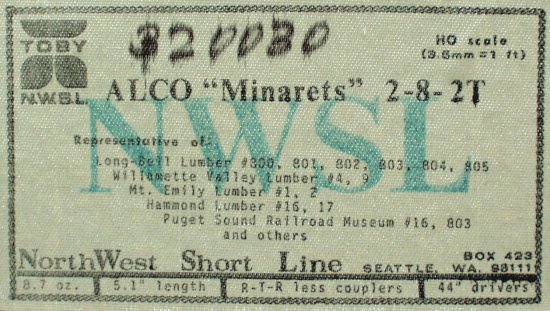 TOBY
N.W.S.L.
320030
HO scale
(3.5mm = 1 ft)
ALCO "Minarets" 2-8-2T
NWSL
Representative of:
Long-Bell Lumber #800, 801, 802, 803, 804, 805
Willamette Valley Lumber #4, 9
Mt. Emily Lumber #1, 2
Hammond Lumber #16, 17
Puget Sound Railroad Museum #16, 803
and others
NorthWest Short Line SEATTLE, WA. 98111
BOX 423
8.7 oz. 5.1" length R-T-R less couplers 44" drivers